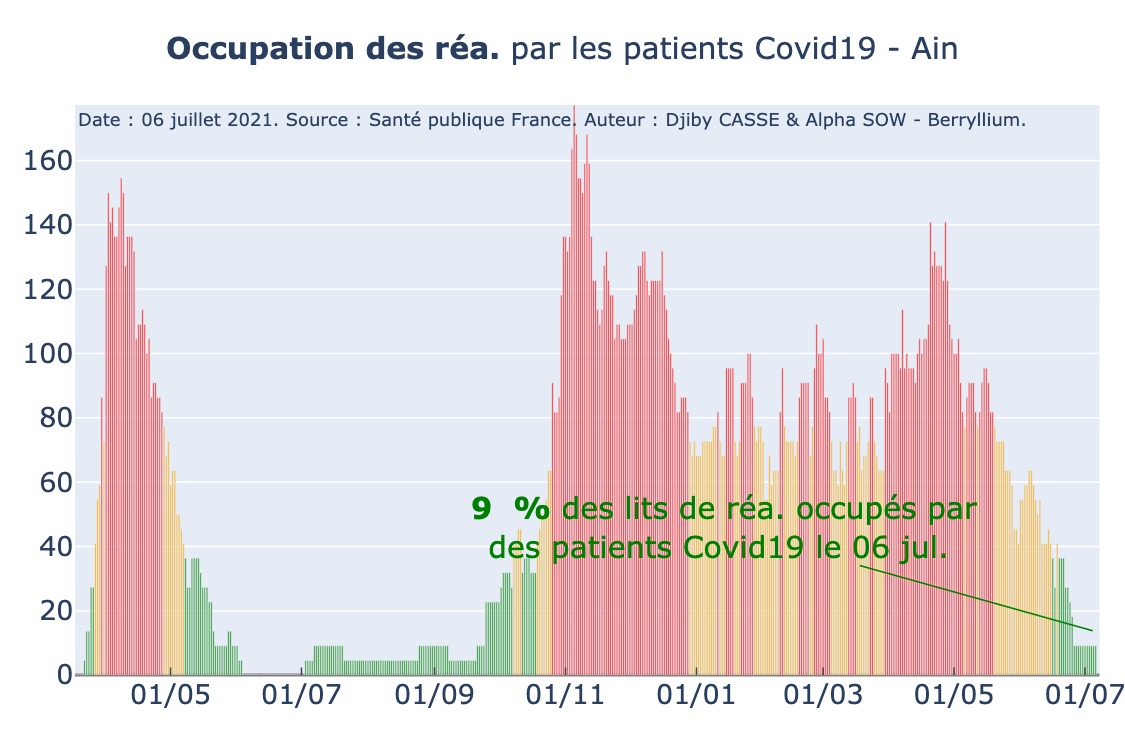 Occupation des réa. par les patients Covid19 - Ain
Date : 06 juillet 2021. Source : Santé publique France. Auteur : Djiby CASSE & Alpha SOW - Berryllium.
160
140
120
100
80
60
40
20
0
9 % des lits de réa. occupés par
des patients Covid19 le 06 jul.
01/05 01/07 01/09 01/11 01/01 01/03 01/05 01/07